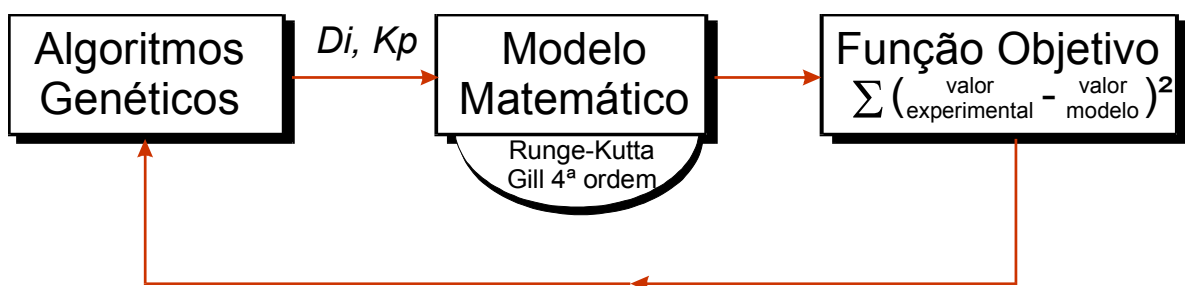 Algoritmos
Genéticos
Di, Kp
Modelo
Matemático
Runge-Kutta
Gill 4ª ordem
Função Objetivo
∑ ( valor experimental - valor modelo )²